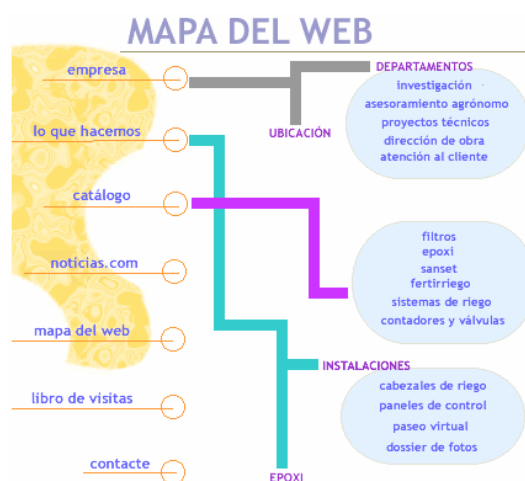 MAPA DEL WEB
empresa
lo que hacemos
catálogo
notícias.com
mapa del web
libro de visitas
contacte
DEPARTAMENTOS
investigación
asesoramiento agrónomo
proyectos técnicos
dirección de obra
atención al cliente
UBICACIÓN
filtros
epoxi
sanset
fertirriego
sistemas de riego
contadores y válvulas
INSTALACIONES
cabezales de riego
paneles de control
paseo virtual
dossier de fotos
EPOXI